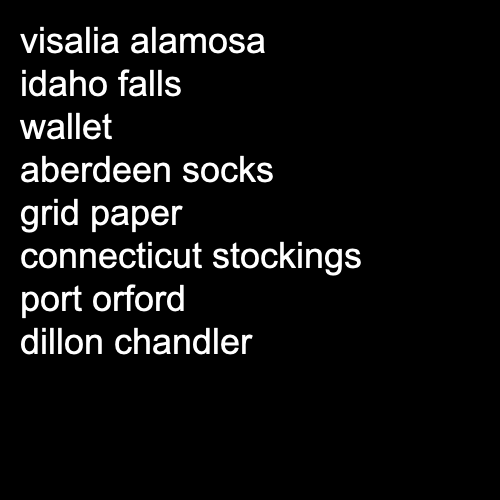 visalia alamosa
idaho falls
wallet
aberdeen socks
grid paper
connecticut stockings
port orford
dillon chandler